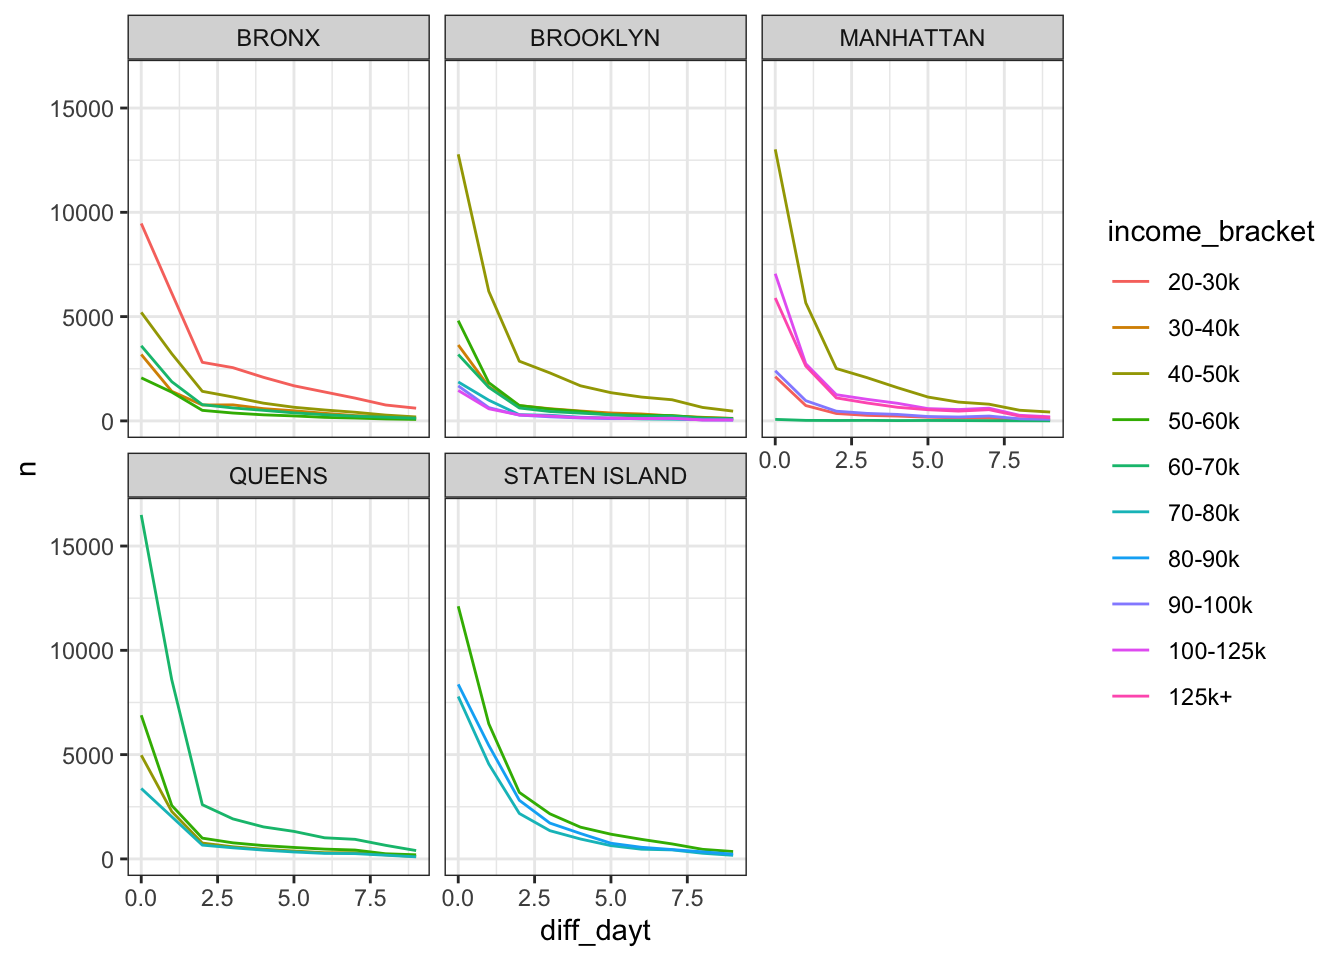 BRONX
BROOKLYN
MANHATTAN
15000
10000
5000
0
0.0 2.5 5.0 7.5
QUEENS
STATEN ISLAND
15000
10000
5000
0
0.0 2.5 5.0 7.5
0.0 2.5 5.0 7.5
n
diff_dayt
income_bracket
20-30k
30-40k
40-50k
50-60k
60-70k
70-80k
80-90k
90-100k
100-125k
125k+